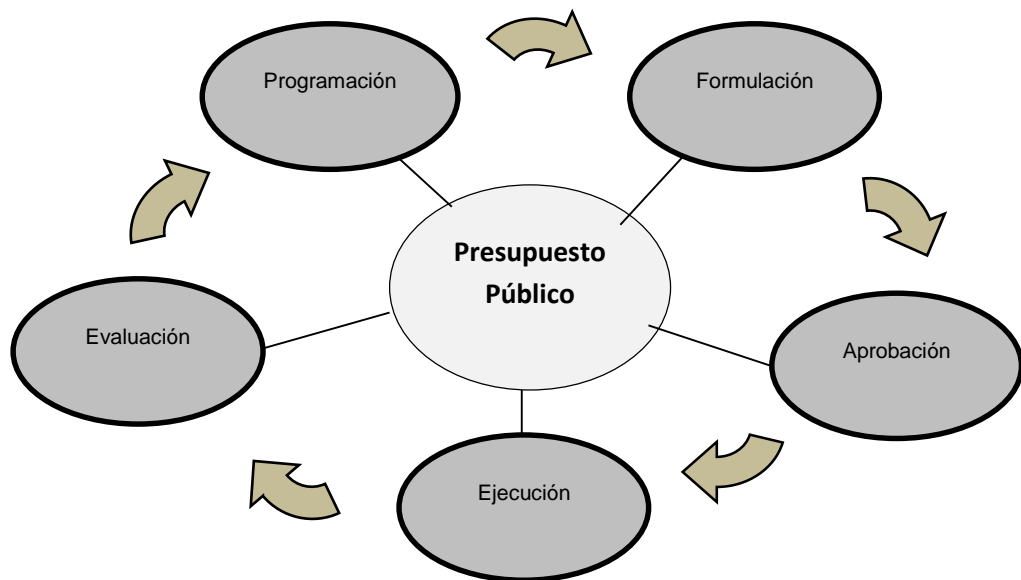 Programación
Formulación
Presupuesto
Público
Evaluación
Aprobación
Ejecución